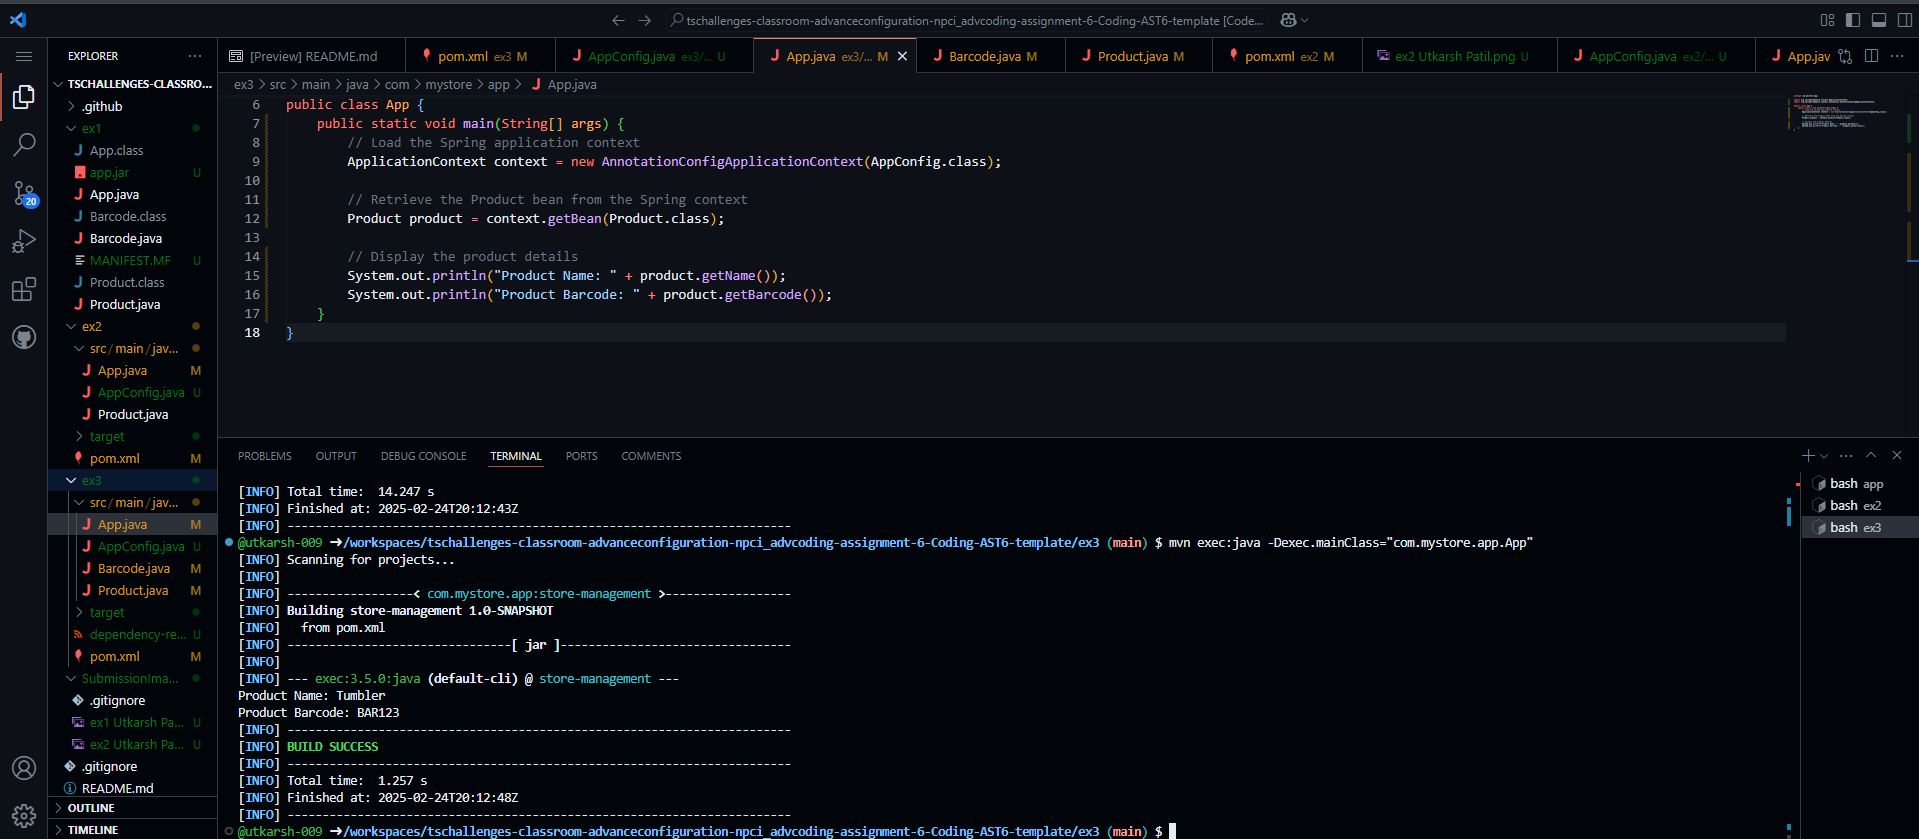 tschallenges-classroom-advanceconfiguration-npci_advcoding-assignment-6-Coding-AST6-template [Code...
EXPLORER
TSCHALLENGES-CLASSRO...
.github
ex1
App.class
app.jar U
App.java
Barcode.class
Barcode.java
MANIFEST.MF U
Product.class
Product.java
ex2
src/main/jav...
App.java M
AppConfig.java U
Product.java
target
pom.xml M
ex3
src/main/jav...
App.java M
AppConfig.java U
Barcode.java M
Product.java M
target
dependency-re... U
pom.xml M
SubmissionIma...
.gitignore
ex1 Utkarsh Pa... U
ex2 Utkarsh Pa... U
.gitignore
README.md
OUTLINE
TIMELINE
20
[Preview] README.md
pom.xml ex3 M
AppConfig.java ex3/... U
App.java ex3/... M
Barcode.java M
Product.java M
pom.xml ex2 M
ex2 Utkarsh Patil.png U
AppConfig.java ex2/... U
App.jav
ex3 > src > main > java > com > mystore > app > App.java
6 public class App {
7 public static void main(String[] args) {
8 // Load the Spring application context
9 ApplicationContext context = new AnnotationConfigApplicationContext(AppConfig.class);
10
11 // Retrieve the Product bean from the Spring context
12 Product product = context.getBean(Product.class);
13
14 // Display the product details
15 System.out.println("Product Name: " + product.getName());
16 System.out.println("Product Barcode: " + product.getBarcode());
17 }
18 }
PROBLEMS OUTPUT DEBUG CONSOLE TERMINAL PORTS COMMENTS
[INFO] Total time:  14.247 s
[INFO] Finished at: 2025-02-24T20:12:43Z
[INFO] ------------------------------------------------------------------------
@utkarsh-009 ➜/workspaces/tschallenges-classroom-advanceconfiguration-npci_advcoding-assignment-6-Coding-AST6-template/ex3 (main) $ mvn exec:java -Dexec.mainClass="com.mystore.app.App"
[INFO] Scanning for projects...
[INFO]
[INFO] ------------------< com.mystore.app:store-management >------------------
[INFO] Building store-management 1.0-SNAPSHOT
[INFO]   from pom.xml
[INFO] --------------------------------[ jar ]---------------------------------
[INFO]
[INFO] --- exec:3.5.0:java (default-cli) @ store-management ---
Product Name: Tumbler
Product Barcode: BAR123
[INFO] ------------------------------------------------------------------------
[INFO] BUILD SUCCESS
[INFO] ------------------------------------------------------------------------
[INFO] Total time:  1.257 s
[INFO] Finished at: 2025-02-24T20:12:48Z
[INFO] ------------------------------------------------------------------------
@utkarsh-009 ➜/workspaces/tschallenges-classroom-advanceconfiguration-npci_advcoding-assignment-6-Coding-AST6-template/ex3 (main) $
bash app
bash ex2
bash ex3